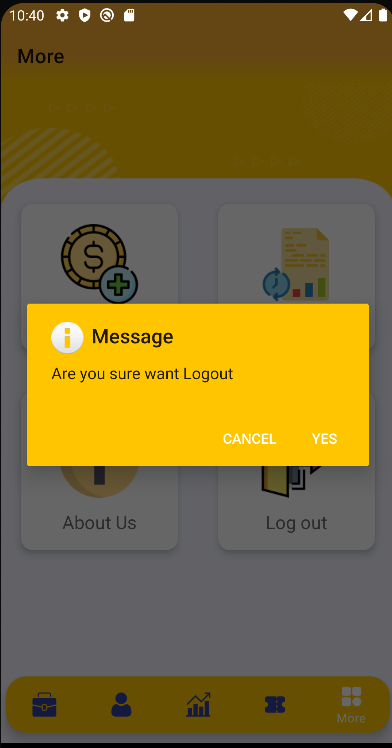 10:40
More
Message
Are you sure want Logout
CANCEL YES
About Us Log out
More